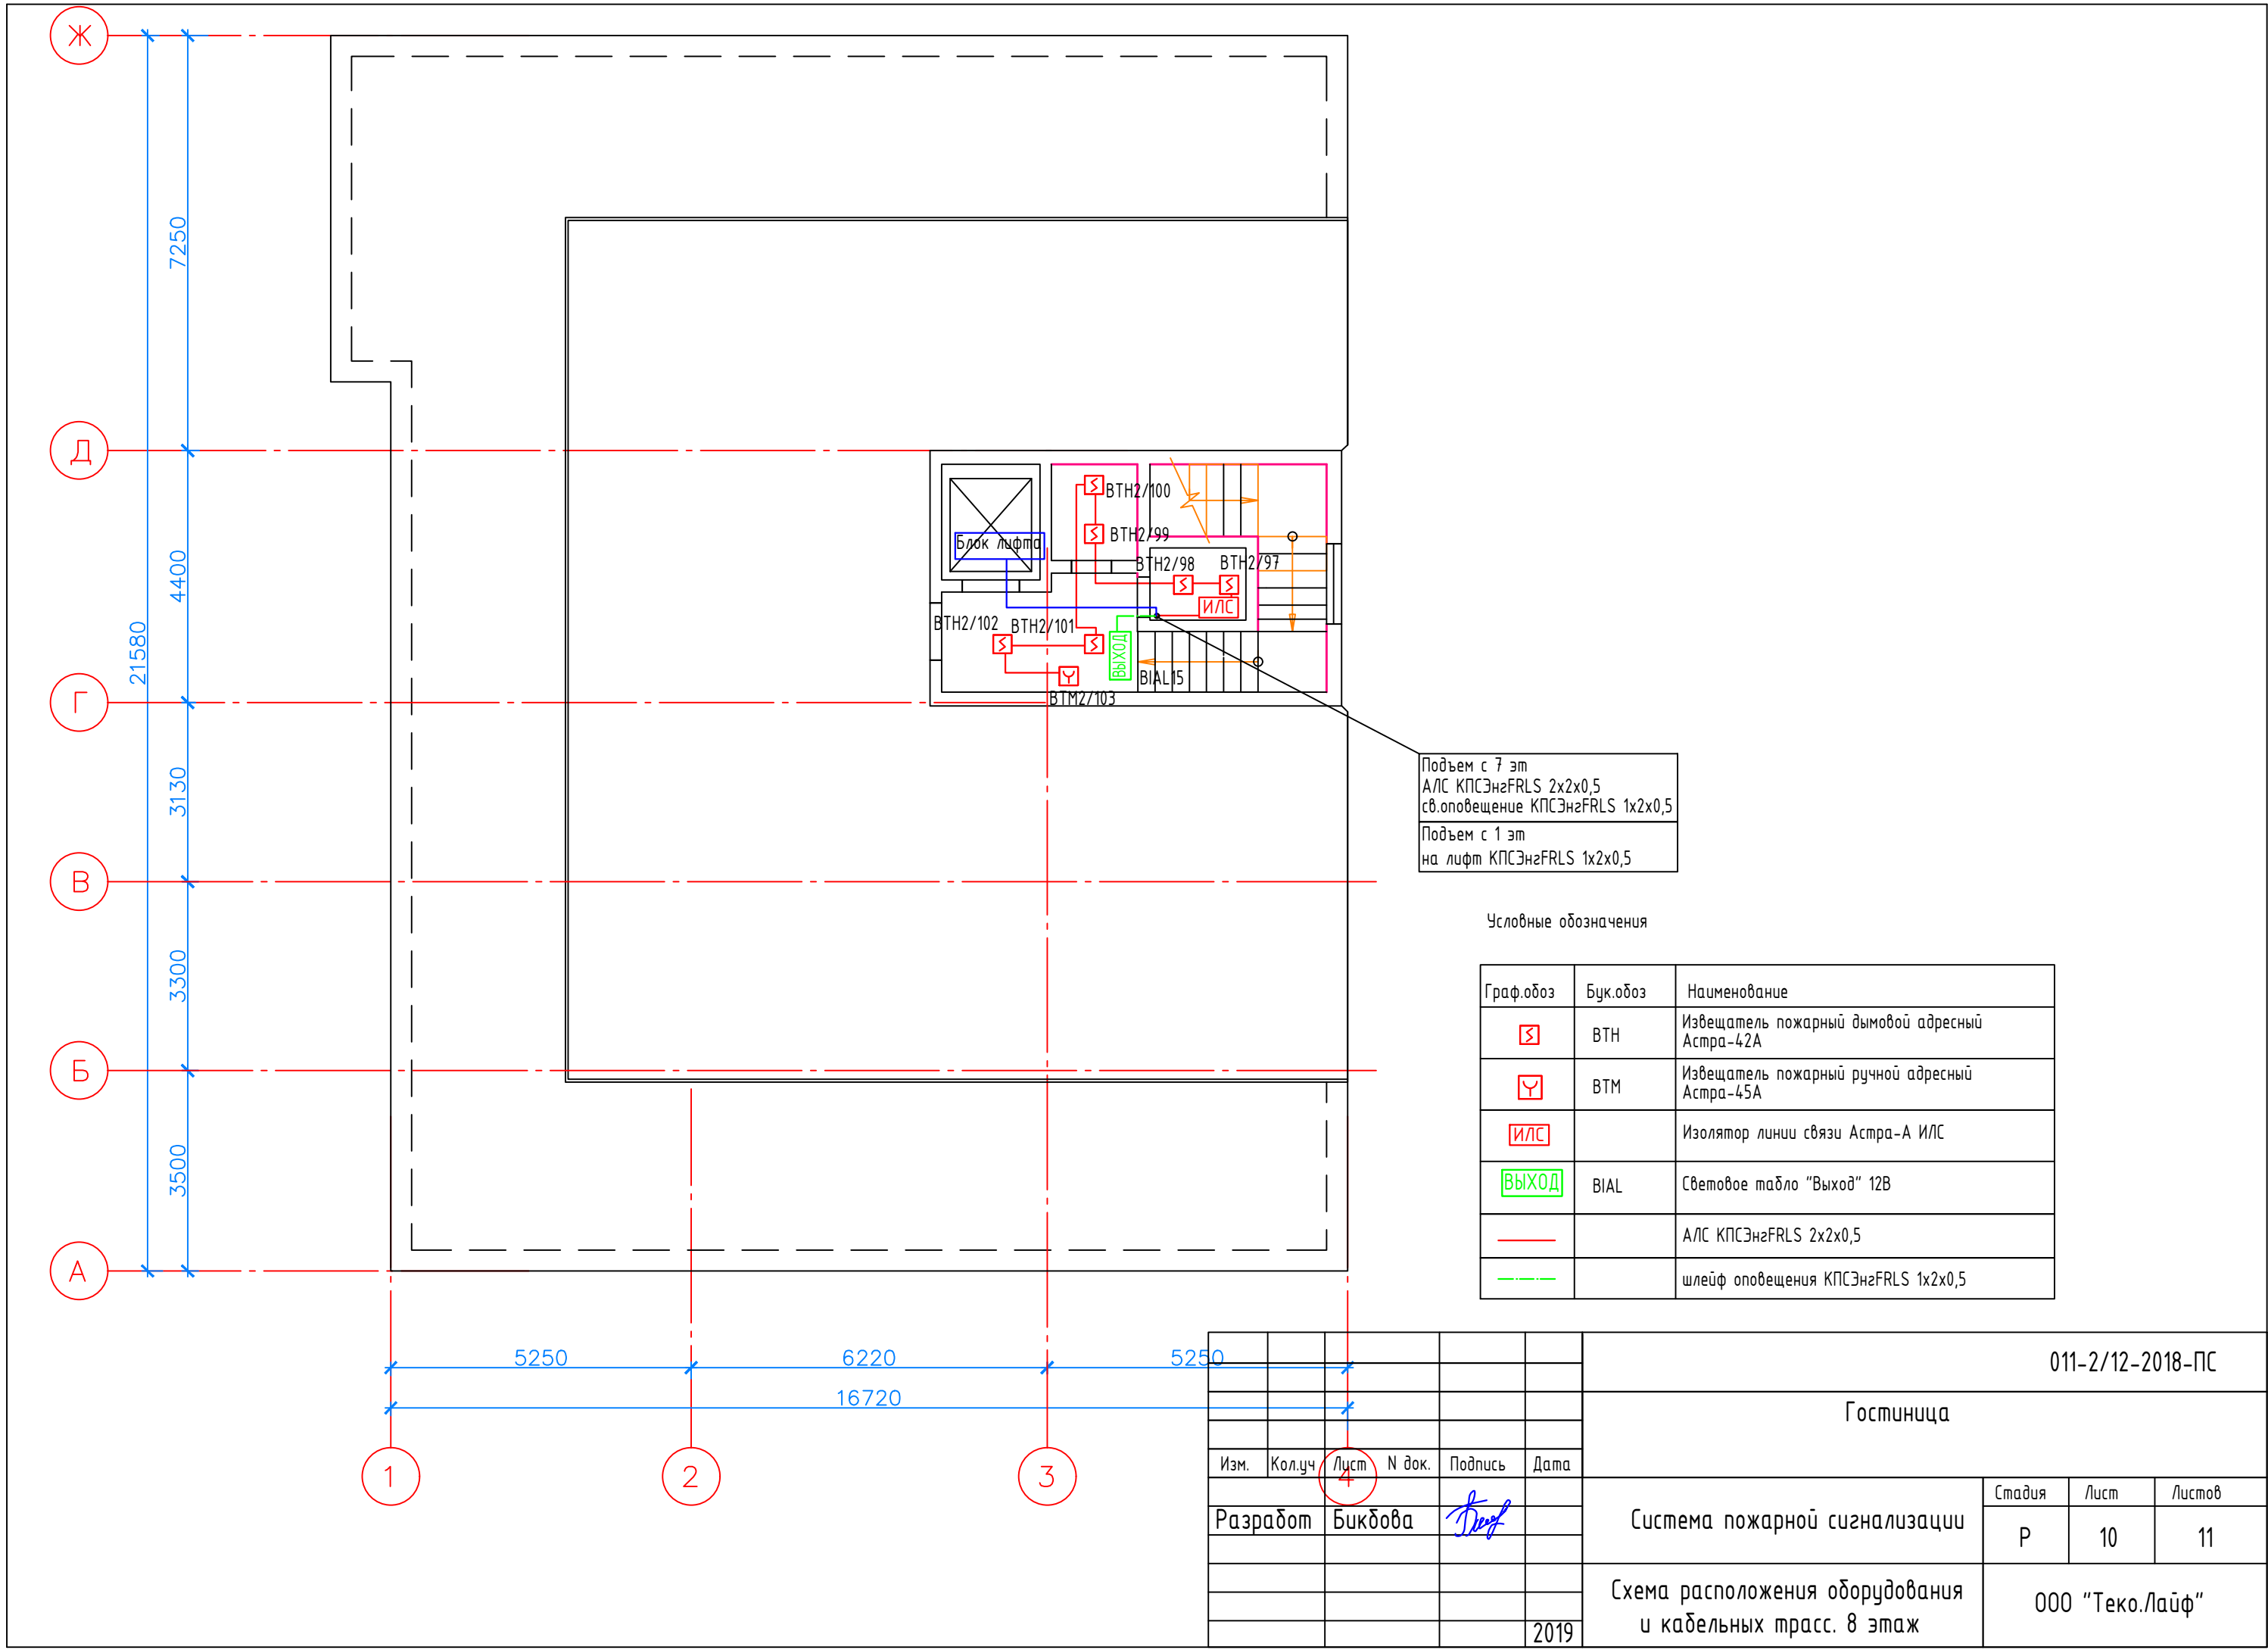 Ж
Д
Г
В
Б
А
7250
4400
21580
3130
3300
3500
ВТН2/100
ВТН2/99
Блок лифта
ВТН2/98
ВТН2/97
ИЛС
ВТН2/102
ВТН2/101
ВЫХОД
BIAL15
ВТМ2/103
Подъем с 7 эт
АЛС КПСЭнгFRLS 2х2х0,5
св.оповещение КПСЭнгFRLS 1х2х0,5
Подъем с 1 эт
на лифт КПСЭнгFRLS 1х2х0,5
Условные обозначения
Граф.обоз Бук.обоз Наименование
ВТН Извещатель пожарный дымовой адресный
Астра-42А
ВТМ Извещатель пожарный ручной адресный
Астра-45А
ИЛС Изолятор линии связи Астра-А ИЛС
ВЫХОД BIAL Световое табло "Выход" 12В
АЛС КПСЭнгFRLS 2х2х0,5
шлейф оповещения КПСЭнгFRLS 1х2х0,5
5250 6220 5250
16720
1 2 3 4
011-2/12-2018-ПС
Гостиница
Изм. Кол.уч Лист N док. Подпись Дата
Разработ Бикбова
2019
Система пожарной сигнализации
Стадия Лист Листов
Р 10 11
Схема расположения оборудования
и кабельных трасс. 8 этаж
ООО "Теко.Лайф"